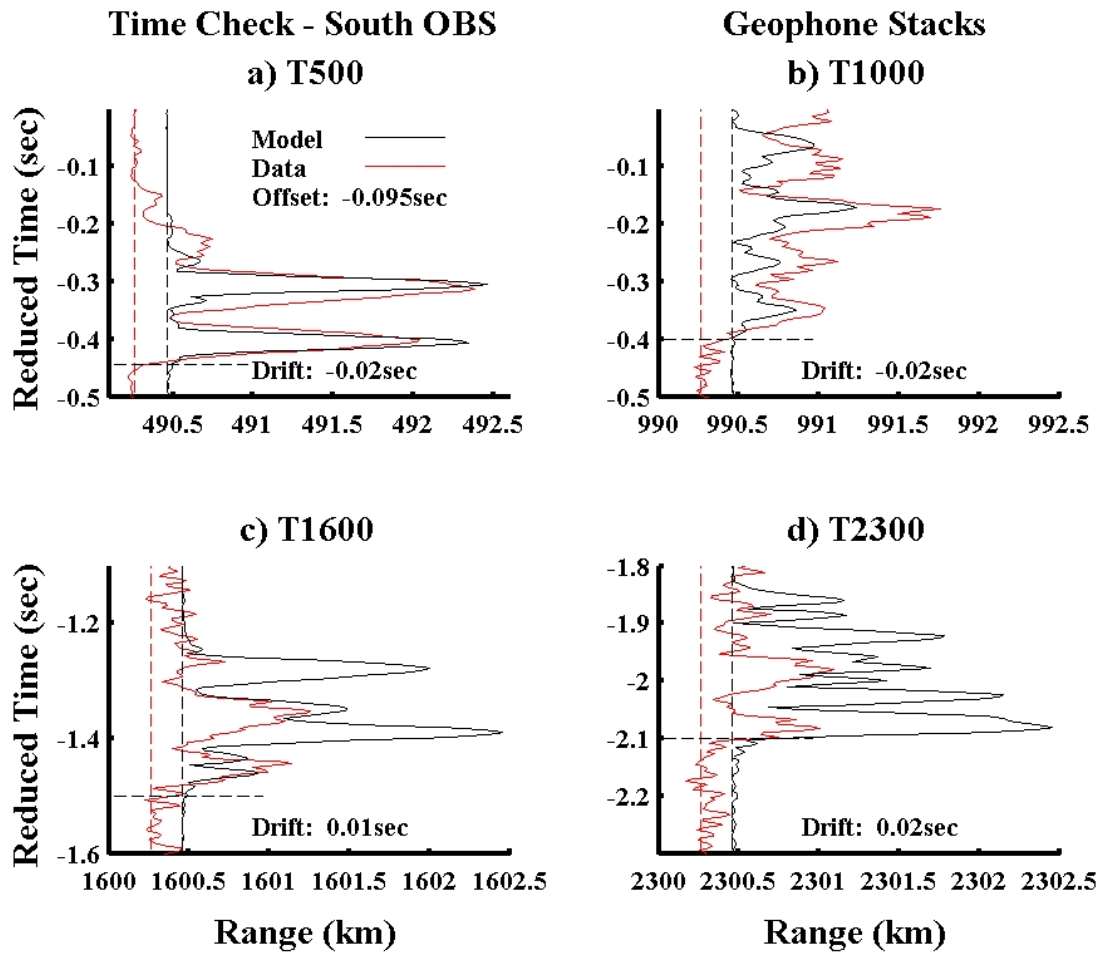 Time Check - South OBS
Geophone Stacks
a) T500
b) T1000
Reduced Time (sec)
-0.1
-0.2
-0.3
-0.4
-0.5
Model
Data
Offset: -0.095sec
Drift: -0.02sec
490.5 491 491.5 492 492.5
-0.1
-0.2
-0.3
-0.4
-0.5
Drift: -0.02sec
990 990.5 991 991.5 992 992.5
c) T1600
d) T2300
Reduced Time (sec)
-1.2
-1.4
-1.6
Drift: 0.01sec
1600 1600.5 1601 1601.5 1602 1602.5
Range (km)
-1.8
-1.9
-2
-2.1
-2.2
Drift: 0.02sec
2300 2300.5 2301 2301.5 2302 2302.5
Range (km)